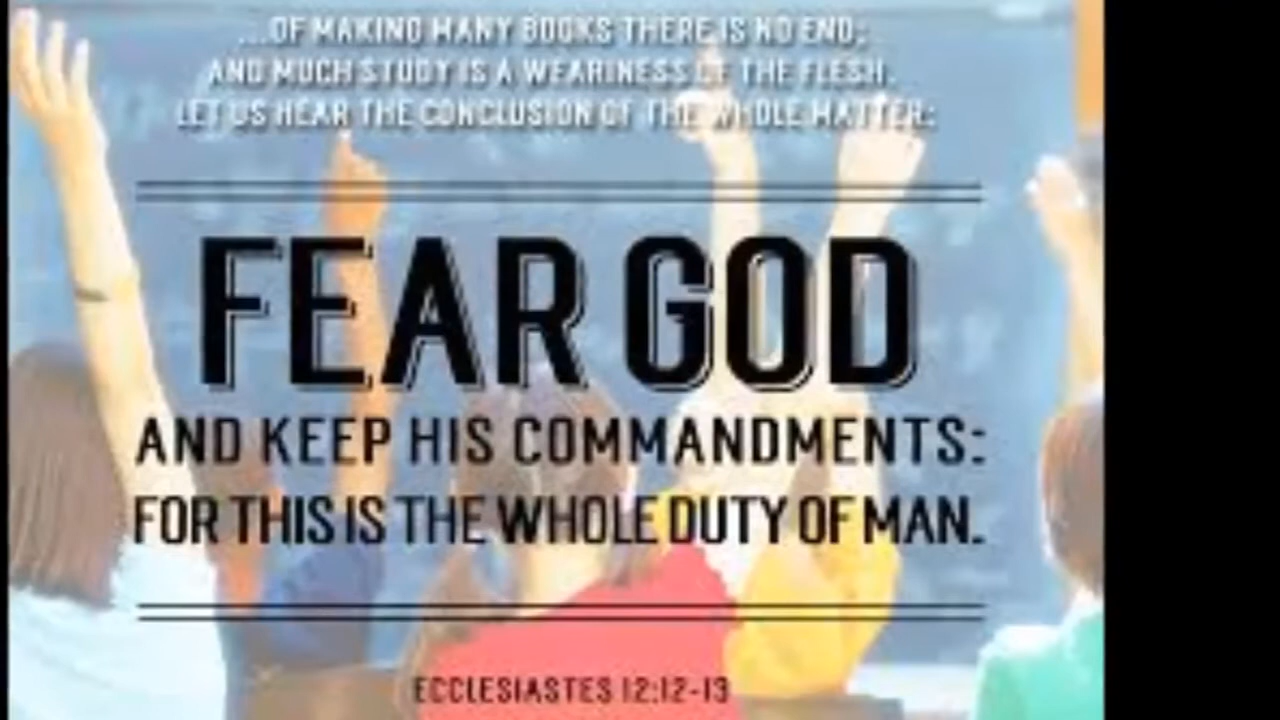 ...OF MAKING MANY BOOKS THERE IS NO END;
AND MUCH STUDY IS A WEARINESS OF THE FLESH.
LET US HEAR THE CONCLUSION OF THE WHOLE MATTER:
FEAR GOD
AND KEEP HIS COMMANDMENTS:
FOR THIS IS THE WHOLE DUTY OF MAN.
ECCLESIASTES 12:12-13